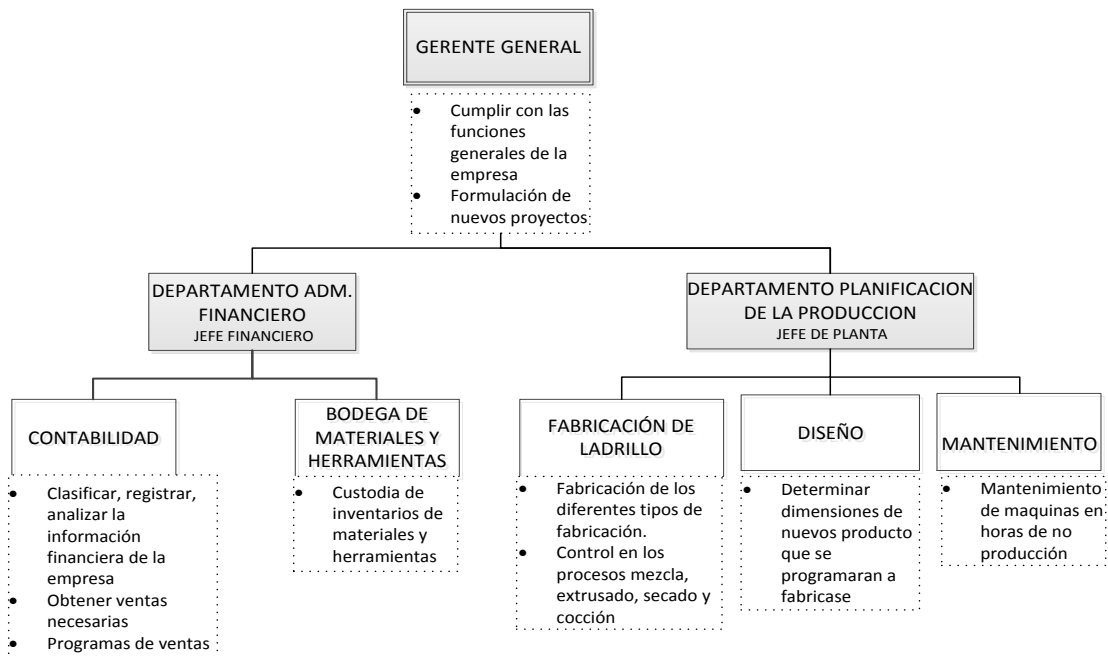 GERENTE GENERAL
• Cumplir con las
funciones
generales de la
empresa
• Formulación de
nuevos proyectos
DEPARTAMENTO ADM.
FINANCIERO
JEFE FINANCIERO
DEPARTAMENTO PLANIFICACION
DE LA PRODUCCION
JEFE DE PLANTA
CONTABILIDAD
• Clasificar, registrar,
analizar la
información
financiera de la
empresa
• Obtener ventas
necesarias
• Programas de ventas
BODEGA DE
MATERIALES Y
HERRAMIENTAS
• Custodia de
inventarios de
materiales y
herramientas
FABRICACIÓN DE
LADRILLO
• Fabricación de los
diferentes tipos de
fabricación.
• Control en los
procesos mezcla,
extrusado, secado y
cocción
DISEÑO
• Determinar
dimensiones de
nuevos producto
que se
programaran a
fabricase
MANTENIMIENTO
• Mantenimiento
de maquinas en
horas de no
producción